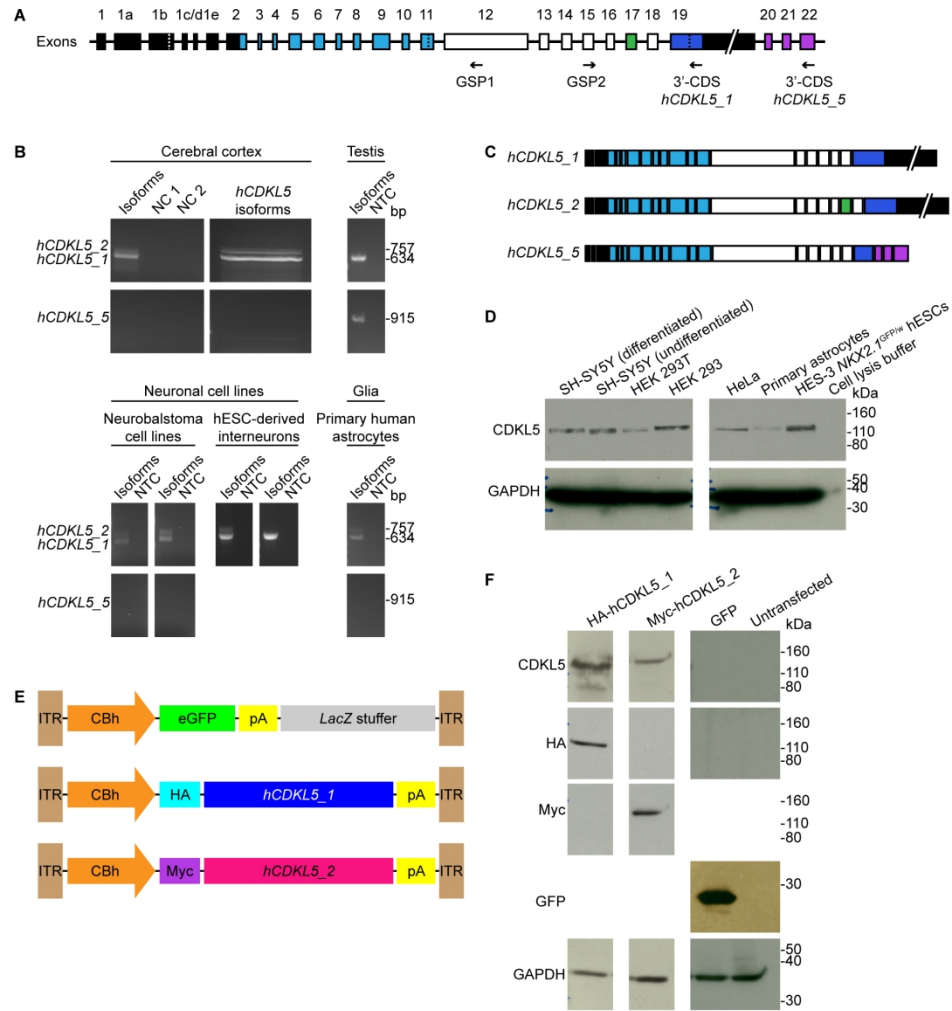 A
1 1a 1b 1c/d1e 2 3 4 5 6 7 8 9 10 11 12 13 14 15 16 17 18 19 20 21 22
Exons
GSP1 GSP2 3'-CDS 3'-CDS
hCDKL5_1 hCDKL5_5
B
Cerebral cortex Testis
Isoforms NC 1 NC 2 hCDKL5 Isoforms NTC
isoforms bp
hCDKL5_2 -757
hCDKL5_1 -634
hCDKL5_5 -915
Neuronal cell lines Glia
Neurobalstoma hESC-derived Primary human
cell lines interneurons astrocytes
Isoforms NTC Isoforms NTC Isoforms NTC Isoforms NTC Isoforms NTC
bp
hCDKL5_2 -757
hCDKL5_1 -634
hCDKL5_5 -915
C
hCDKL5_1
hCDKL5_2
hCDKL5_5
D
SH-SY5Y (differentiated) SH-SY5Y (undifferentiated) HEK 293T HEK 293 HeLa Primary astrocytes HES-3 NKX2.1GFP/w hESCs Cell lysis buffer
kDa
CDKL5 -160
-110
-80
GAPDH -50
-40
-30
E
ITR CBh eGFP pA LacZ stuffer ITR
ITR CBh HA hCDKL5_1 pA ITR
ITR CBh Myc hCDKL5_2 pA ITR
F
HA-hCDKL5_1 Myc-hCDKL5_2 GFP Untransfected
kDa
CDKL5 -160
-110
-80
HA -160
-110
-80
Myc -160
-110
-80
GFP -30
GAPDH -50
-40
-30